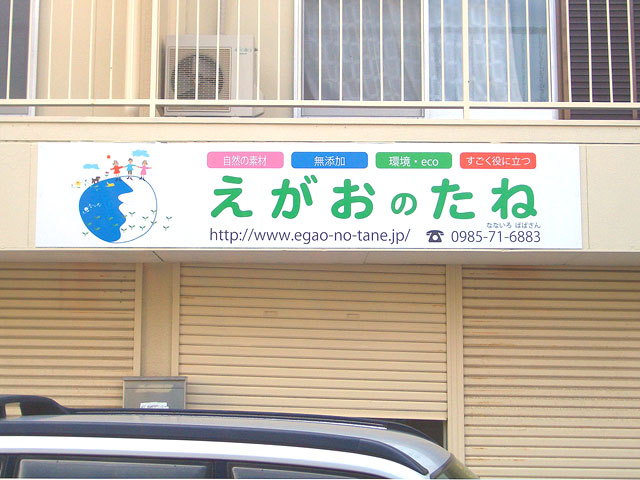 自然の素材 無添加 環境・eco すごく役に立つ
えがおのたね
なないろ はばさん
http://www.egao-no-tane.jp/ ☎ 0985-71-6883